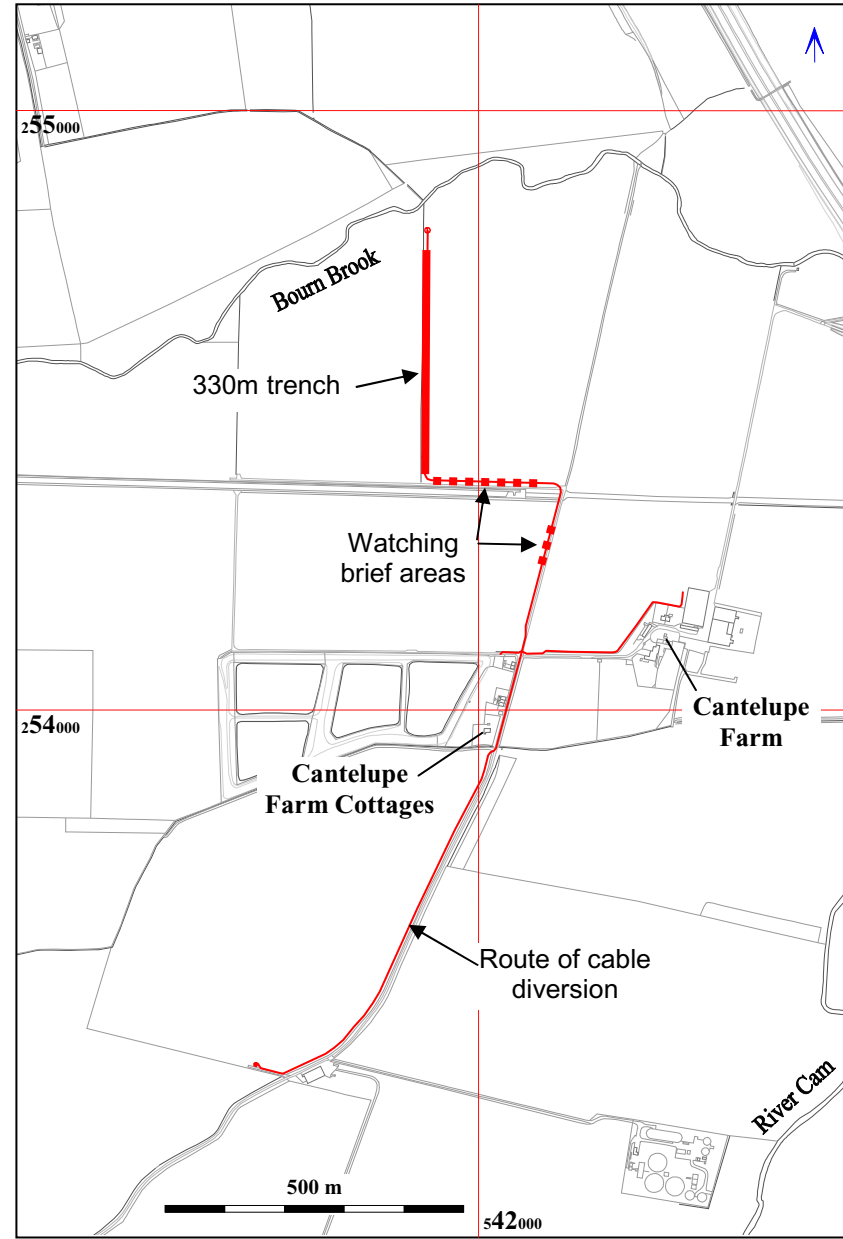 255000
Bourn Brook
330m trench
Watching
brief areas
254000
Cantelupe
Farm
Cantelupe
Farm Cottages
Route of cable
diversion
River Cam
500 m
542000